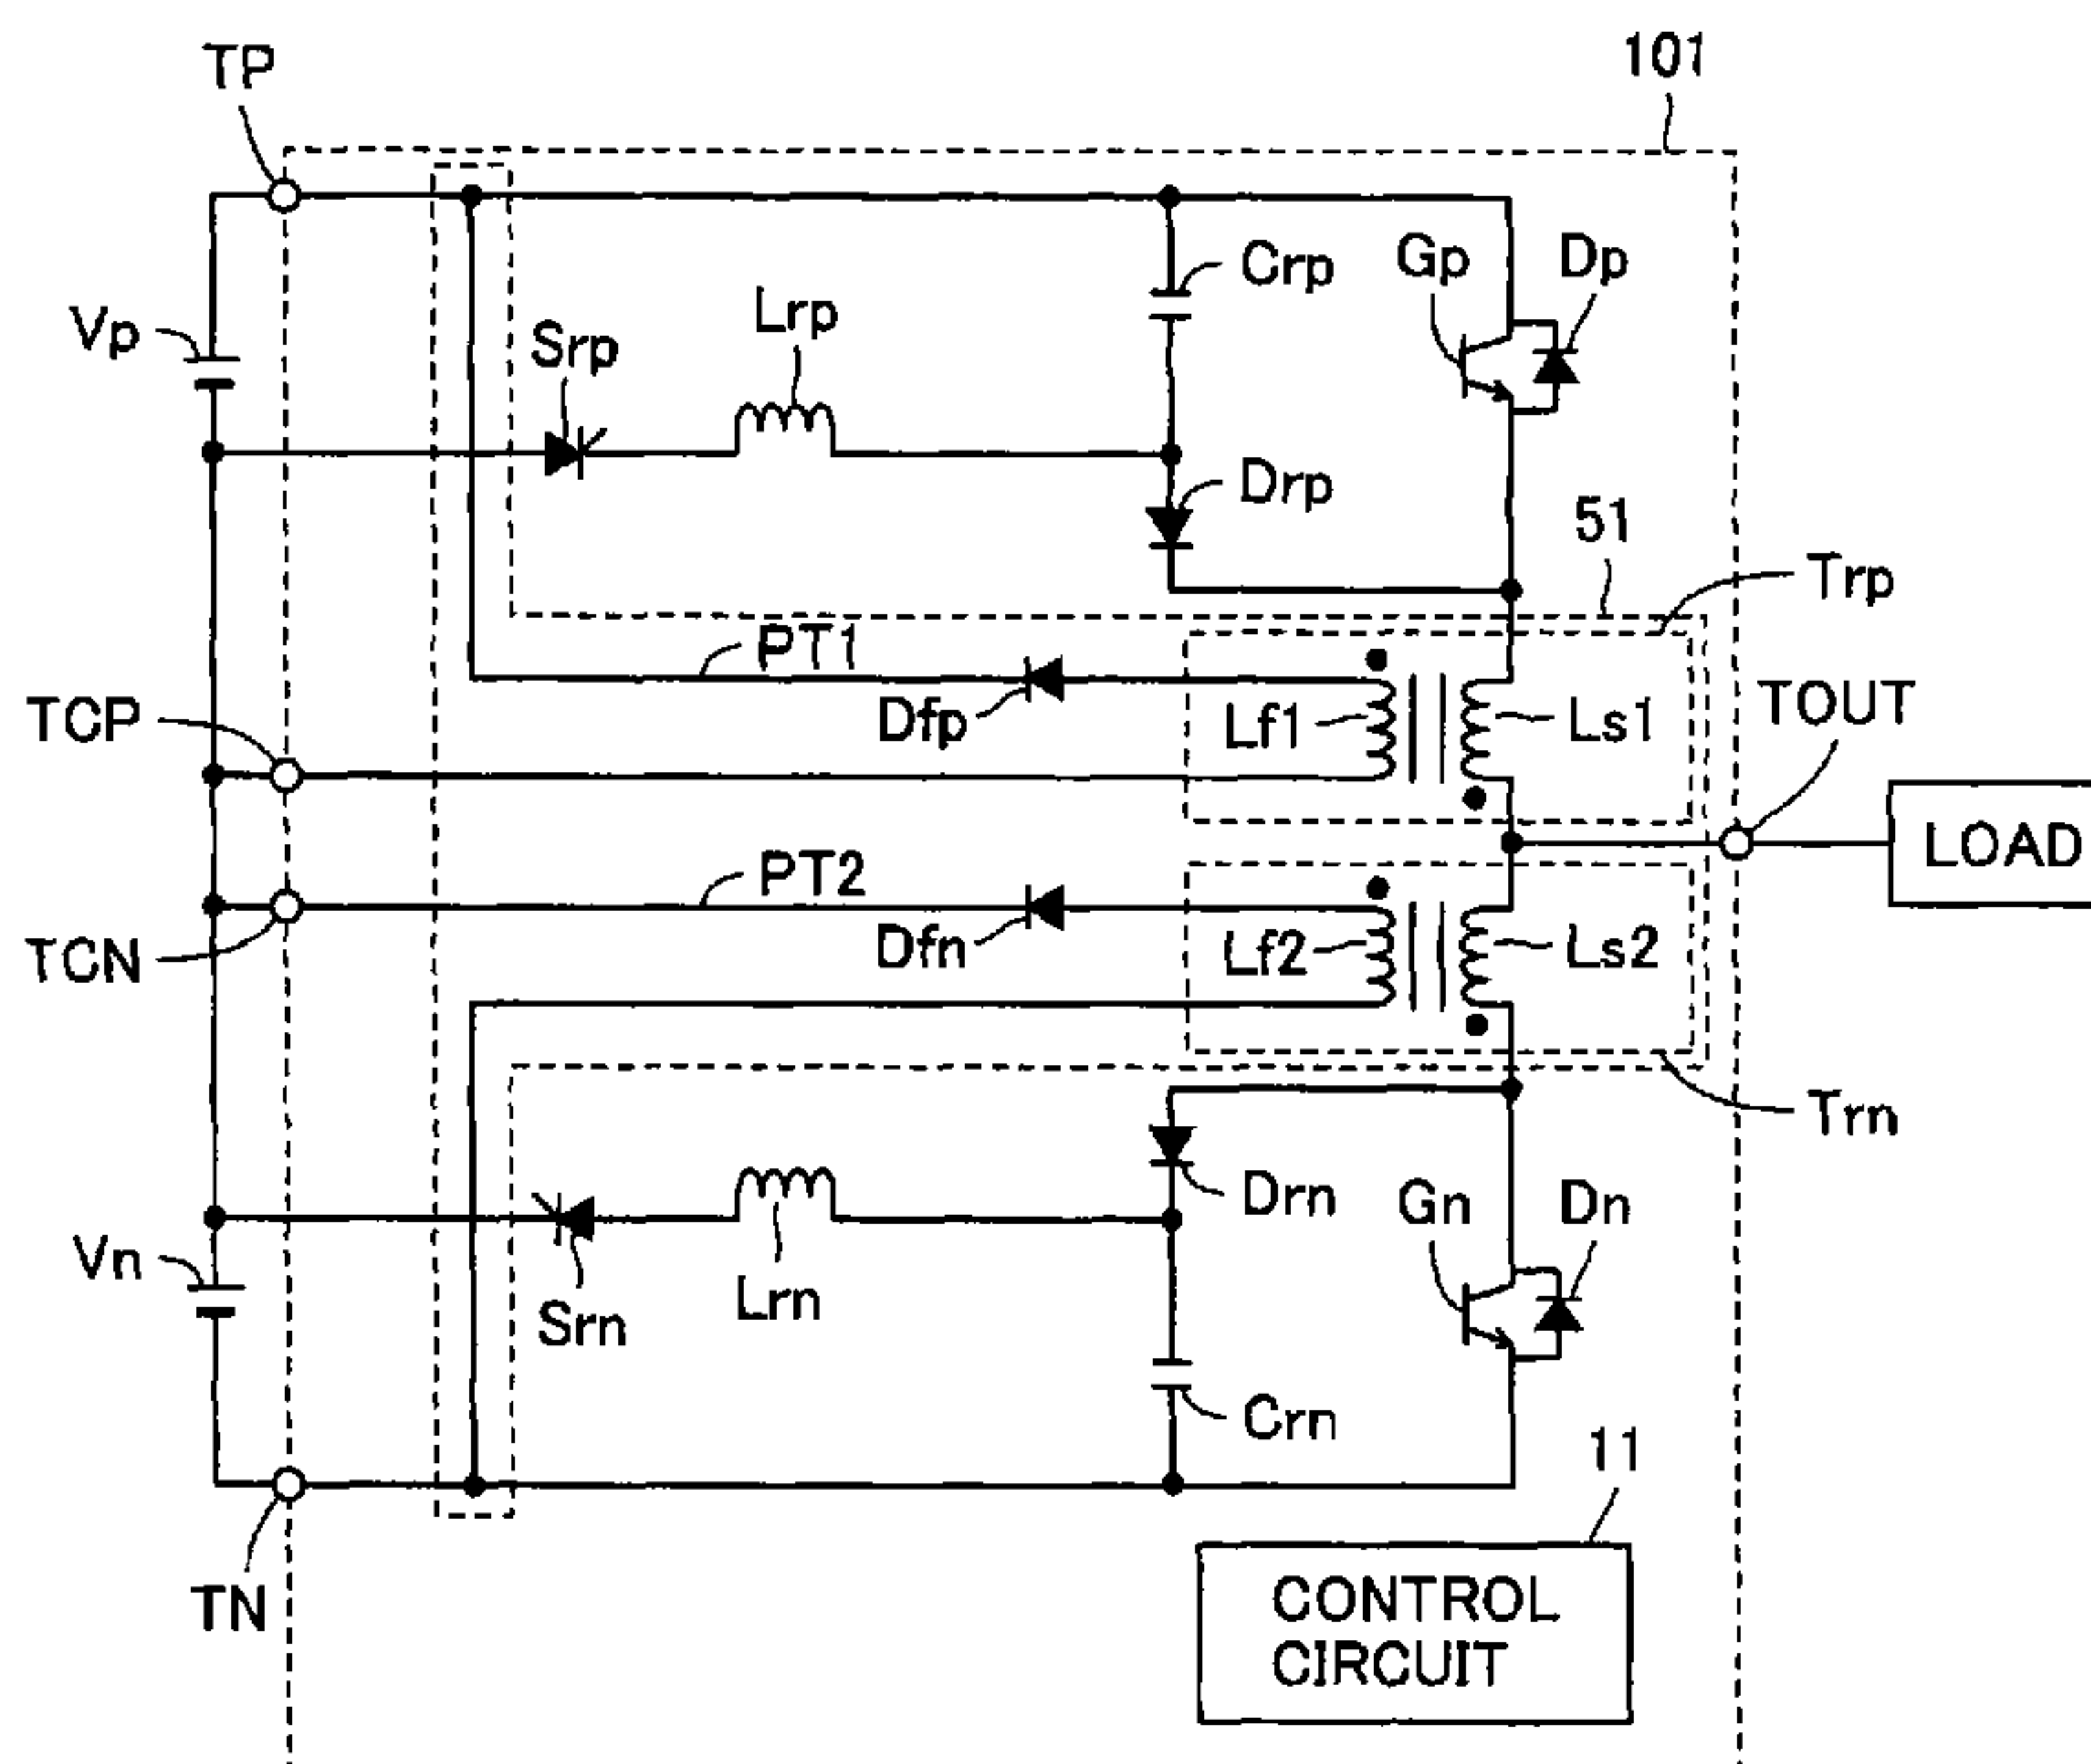 TP
101
Vp
Srp
Lrp
Crp
Gp
Dp
Drp
51
Trp
PT1
Dfp
Lf1
Ls1
TCP
TOUT
LOAD
PT2
Dfn
Lf2
Ls2
TCN
Trn
Vn
Srn
Lrn
Drn
Gn
Dn
Crn
11
TN
CONTROL
CIRCUIT